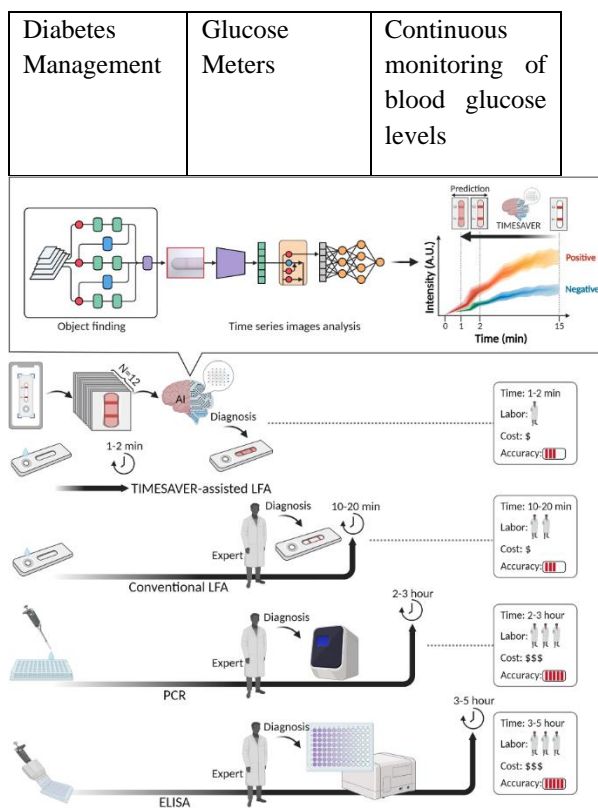 Diabetes
Management
Glucose
Meters
Continuous
monitoring of
blood glucose
levels
Object finding
Time series images analysis
Prediction
TIMESAVER
Intensity (A.U.)
Positive
Negative
0 1 2 15
Time (min)
N=12
AI
Diagnosis
1-2 min
TIMESAVER-assisted LFA
Time: 1-2 min
Labor:
Cost: $
Accuracy:
Diagnosis
10-20 min
Expert
Conventional LFA
Time: 10-20 min
Labor:
Cost: $
Accuracy:
2-3 hour
Diagnosis
Expert
PCR
Time: 2-3 hour
Labor:
Cost: $$$
Accuracy:
3-5 hour
Diagnosis
Expert
ELISA
Time: 3-5 hour
Labor:
Cost: $$$
Accuracy: